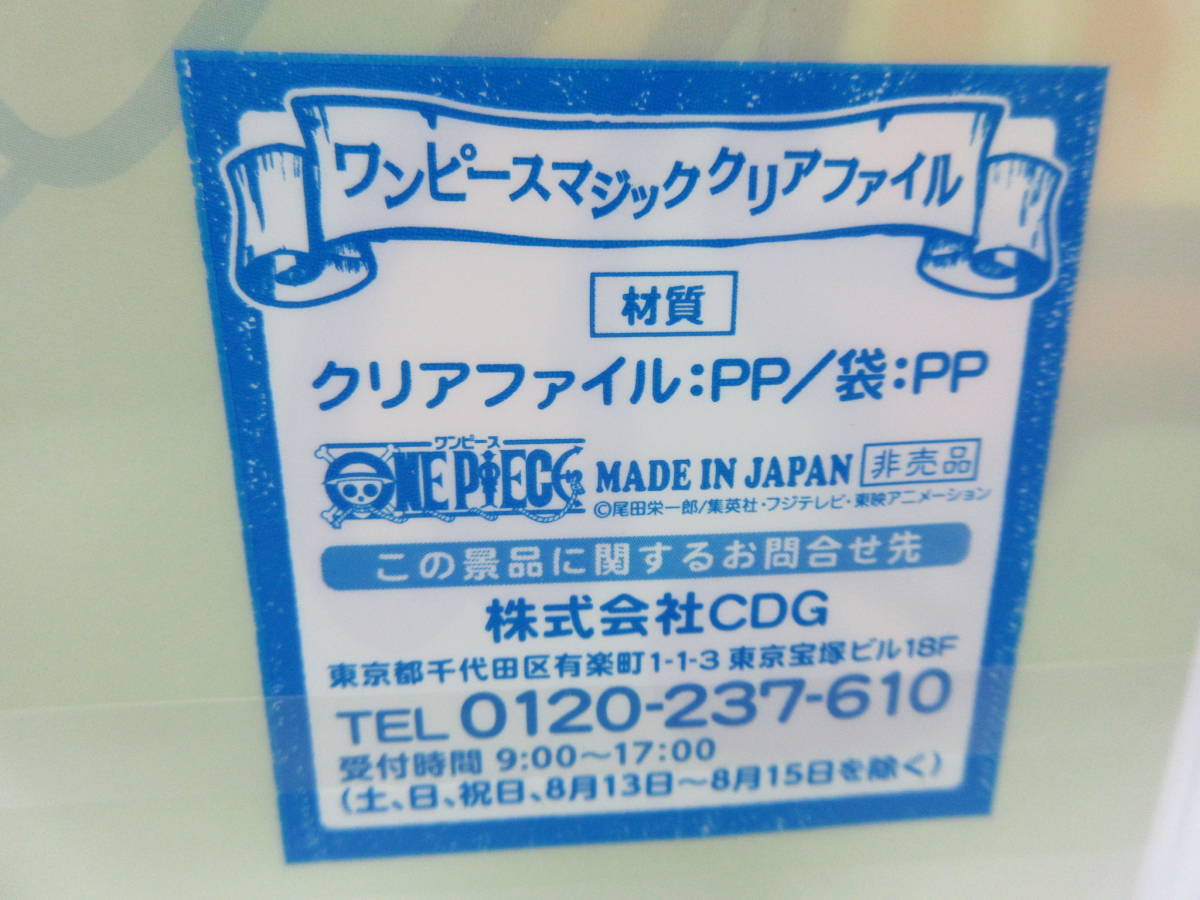 ワンピースマジッククリアファイル
材質
クリアファイル：PP／袋：PP
ワンピース
ONE PIECE
MADE IN JAPAN 非売品
©尾田栄一郎/集英社・フジテレビ・東映アニメーション
この景品に関するお問合せ先
株式会社CDG
東京都千代田区有楽町1-1-3 東京宝塚ビル18F
TEL 0120-237-610
受付時間 9:00～17:00
(土、日、祝日、8月13日～8月15日を除く)